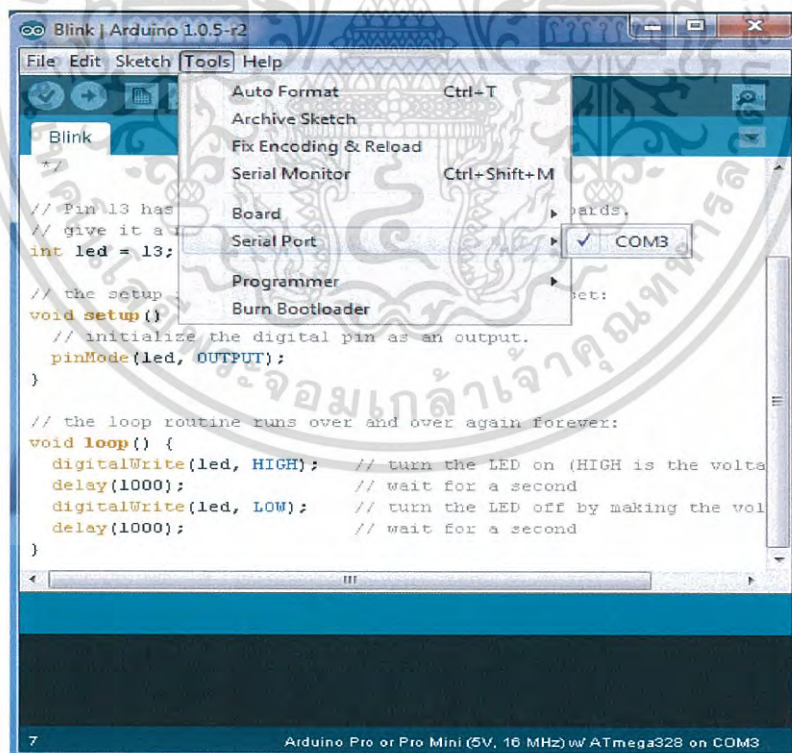 Blink | Arduino 1.0.5-r2
File Edit Sketch Tools Help
Auto Format Ctrl+T
Archive Sketch
Fix Encoding & Reload
Serial Monitor Ctrl+Shift+M
Board
Serial Port
COM3
Programmer
Burn Bootloader
Blink
*/
// Pin 13 has
// give it a
int led = 13;
// the setup
void setup()
// initialize the digital pin as an output.
pinMode(led, OUTPUT);
}
// the loop routine runs over and over again forever:
void loop() {
digitalWrite(led, HIGH); // turn the LED on (HIGH is the volta
delay(1000); // wait for a second
digitalWrite(led, LOW); // turn the LED off by making the vol
delay(1000); // wait for a second
}
7 Arduino Pro or Pro Mini (5V, 16 MHz) w/ ATmega328 on COM3